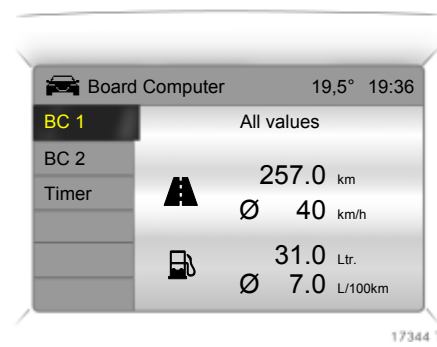 Board Computer 19,5° 19:36
BC 1
All values
BC 2
Timer
257.0 km
Ø 40 km/h
31.0 Ltr.
Ø 7.0 L/100km
17344